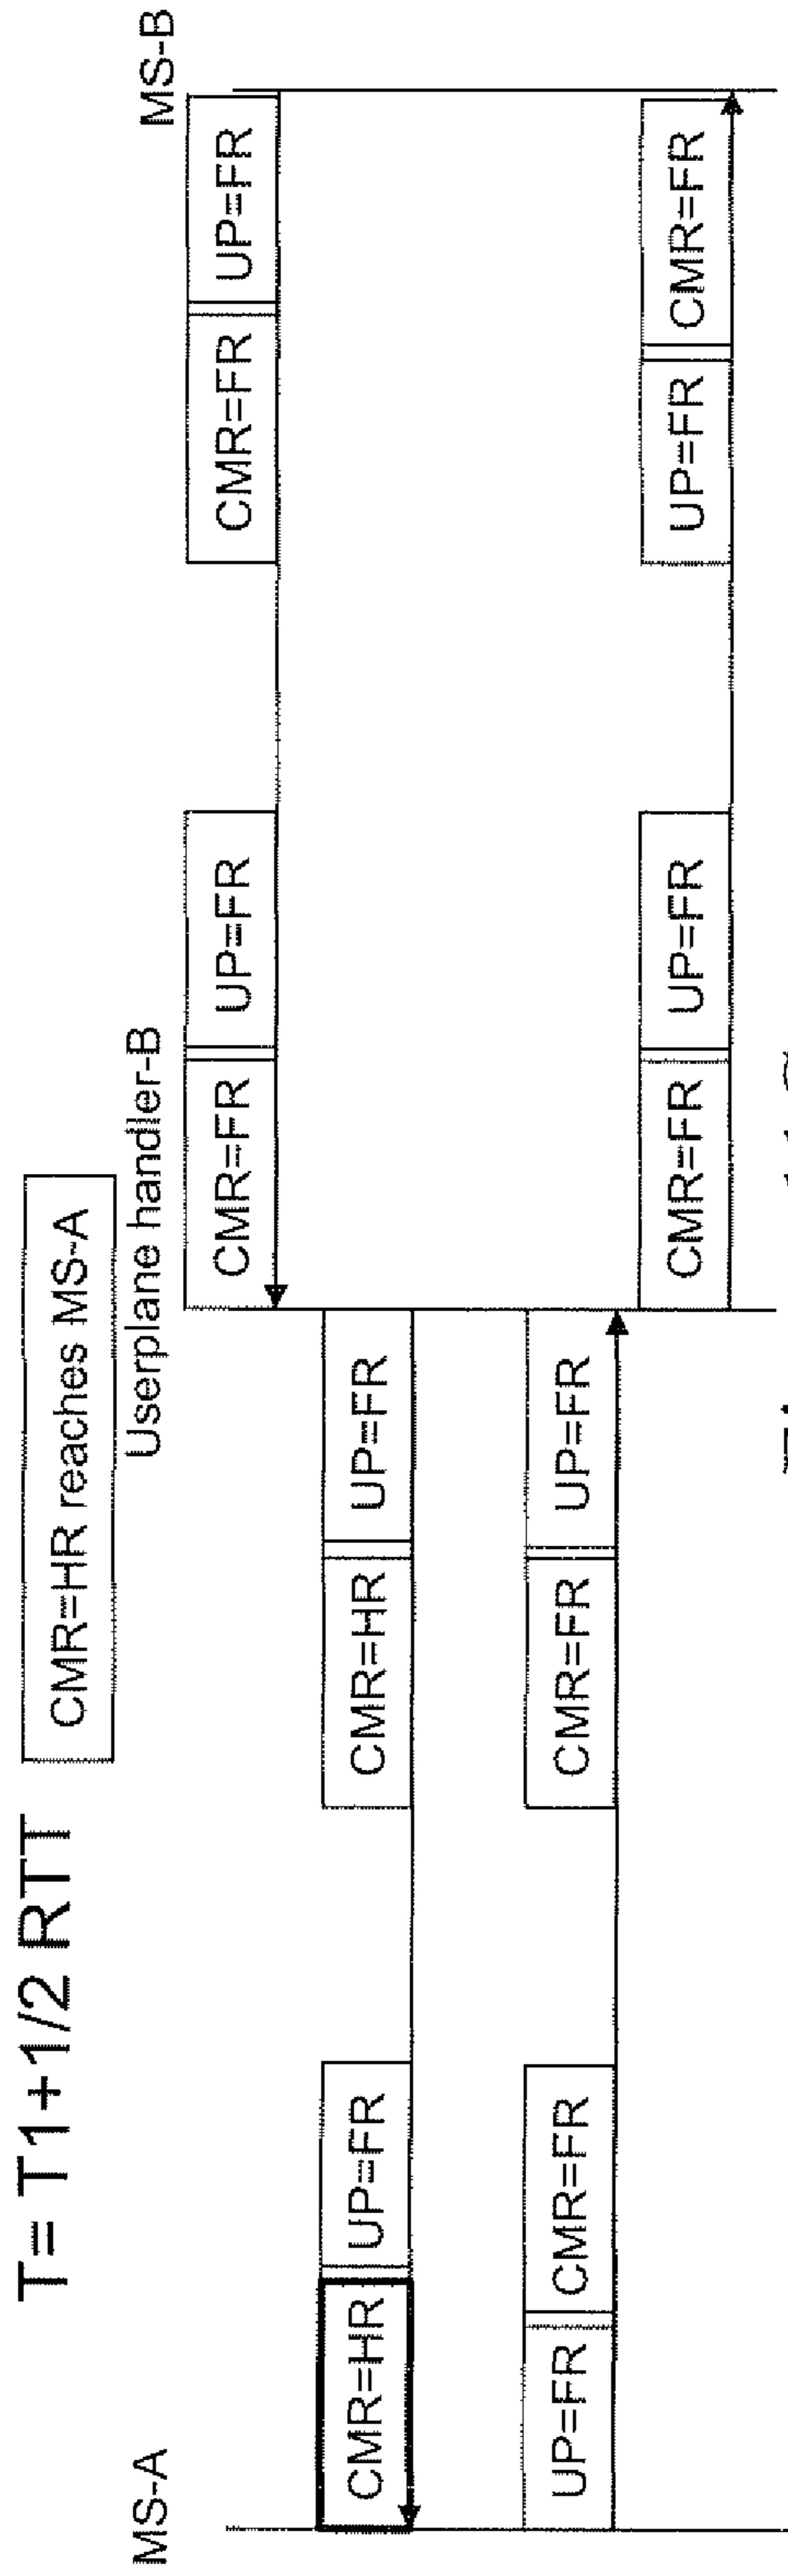 T= T1+1/2 RTT
CMR=HR reaches MS-A
MS-A
Userplane handler-B
MS-B
CMR=FR UP=FR
CMR=FR UP=FR
CMR=HR UP=FR
CMR=HR UP=FR
UP=FR CMR=FR
CMR=FR UP=FR
CMR=FR UP=FR
UP=FR CMR=FR